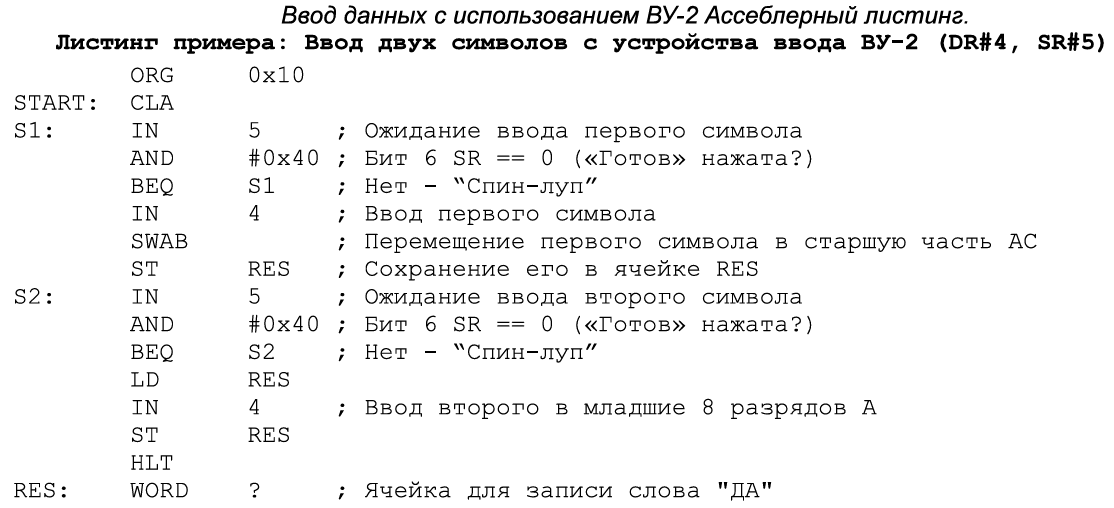 Ввод данных с использованием ВУ-2 Ассеблерный листинг.
Листинг примера: Ввод двух символов с устройства ввода ВУ-2 (DR#4, SR#5)
ORG 0x10
START: CLA
S1: IN 5 ; Ожидание ввода первого символа
AND #0x40 ; Бит 6 SR == 0 («Готов» нажата?)
BEQ S1 ; Нет - “Спин-луп”
IN 4 ; Ввод первого символа
SWAB ; Перемещение первого символа в старшую часть АС
ST RES ; Сохранение его в ячейке RES
S2: IN 5 ; Ожидание ввода второго символа
AND #0x40 ; Бит 6 SR == 0 («Готов» нажата?)
BEQ S2 ; Нет - “Спин-луп”
LD RES
IN 4 ; Ввод второго в младшие 8 разрядов А
ST RES
HLT
RES: WORD ? ; Ячейка для записи слова "ДА"